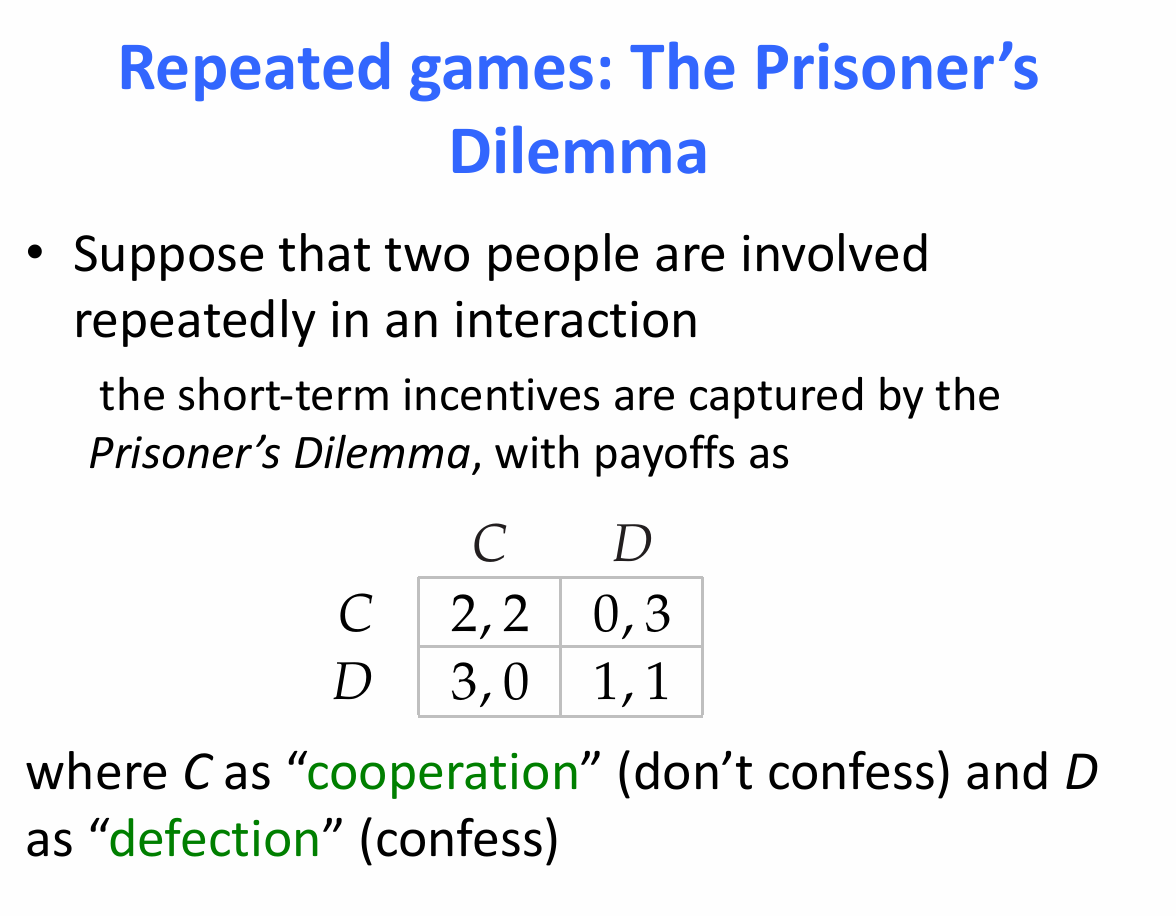 Repeated games: The Prisoner’s
Dilemma
• Suppose that two people are involved
repeatedly in an interaction
the short-term incentives are captured by the
Prisoner’s Dilemma, with payoffs as
C D
C 2, 2 0, 3
D 3, 0 1, 1
where C as “cooperation” (don’t confess) and D
as “defection” (confess)